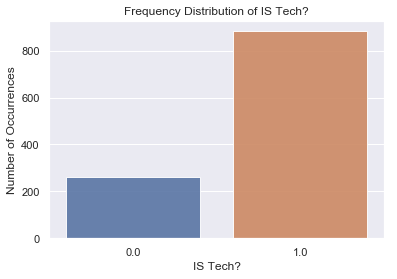 Frequency Distribution of IS Tech?
Number of Occurrences
800
600
400
200
0
0.0 1.0
IS Tech?